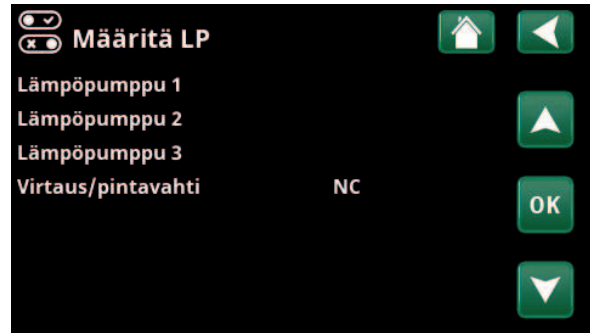 Määritä LP
Lämpöpumppu 1
Lämpöpumppu 2
Lämpöpumppu 3
Virtaus/pintavahti NC
OK